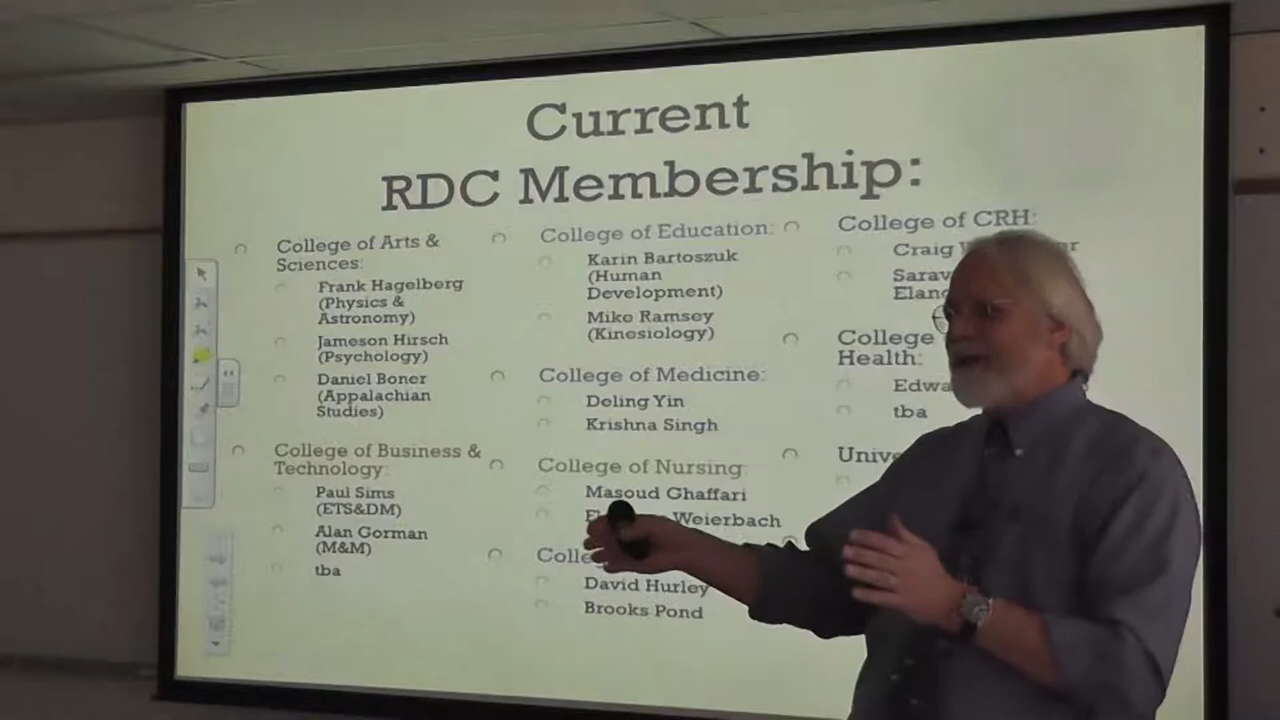 Current
RDC Membership:
College of Arts &
Sciences:
Frank Hagelberg
(Physics &
Astronomy)
Jameson Hirsch
(Psychology)
Daniel Boner
(Appalachian
Studies)
College of Business &
Technology:
Paul Sims
(ETS&DM)
Alan Gorman
(M&M)
tba
College of Education:
Karin Bartoszuk
(Human
Development)
Mike Ramsey
(Kinesiology)
College of Medicine:
Deling Yin
Krishna Singh
College of Nursing:
Masoud Ghaffari
Weierbach
David Hurley
Brooks Pond
College of CRH:
Craig
College
Health:
tba